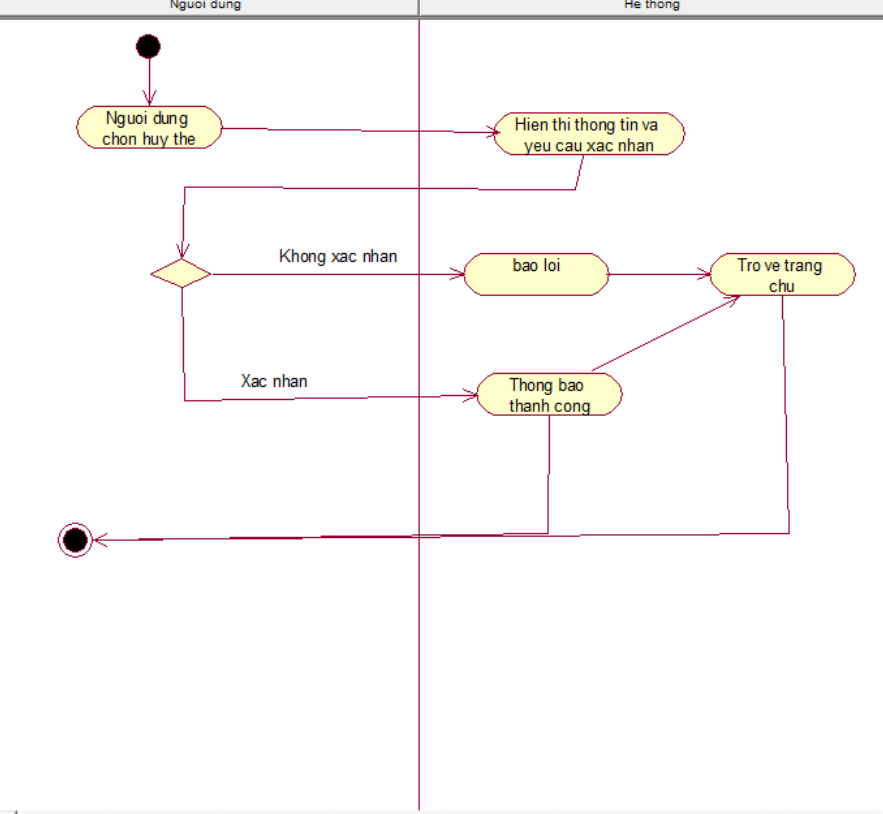 Nguoi dung
He thong
Nguoi dung
chon huy the
Hien thi thong tin va
yeu cau xac nhan
Khong xac nhan
bao loi
Tro ve trang
chu
Xac nhan
Thong bao
thanh cong